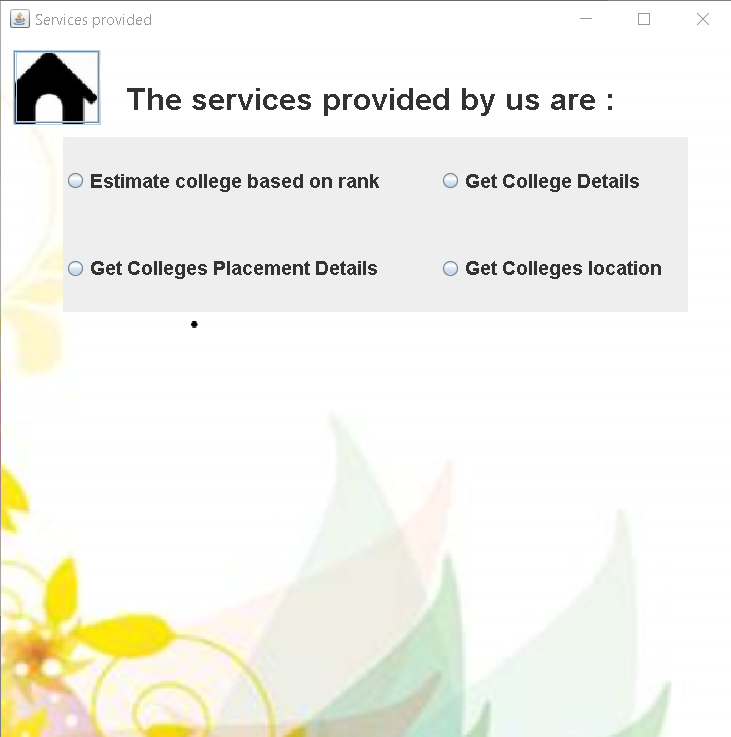 Services provided
The services provided by us are :
Estimate college based on rank
Get College Details
Get Colleges Placement Details
Get Colleges location